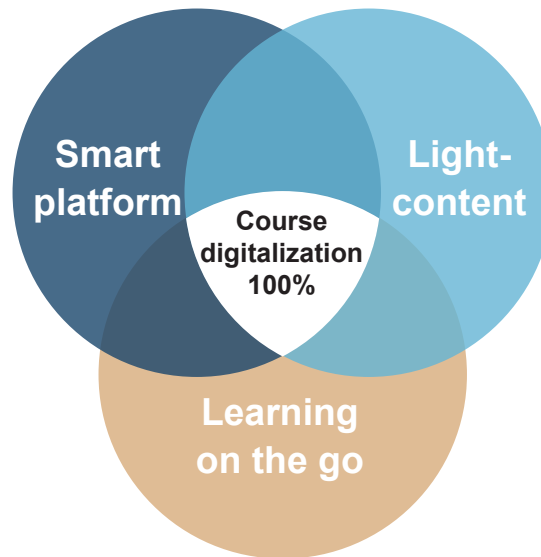 Smart
platform
Light-
content
Course
digitalization
100%
Learning
on the go